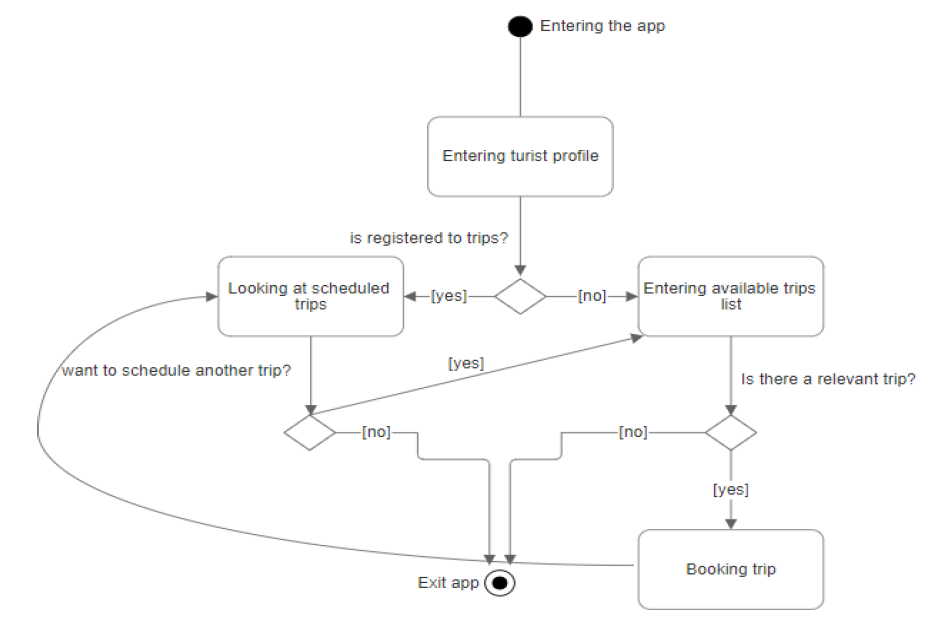 Entering the app
Entering turist profile
is registered to trips?
Looking at scheduled
trips
[yes]
[no]
Entering available trips
list
want to schedule another trip?
[yes]
Is there a relevant trip?
[no]
[no]
[yes]
Booking trip
Exit app